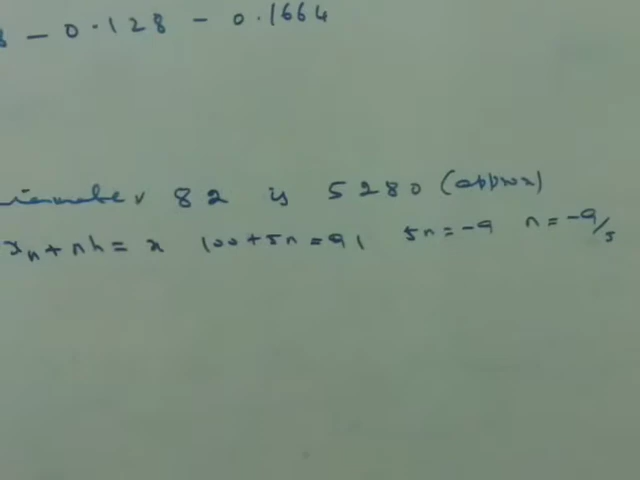 - 0.128 - 0.1664
82 is 5280 (approx)
xₙ + nh = x 100 + 5n = 91 5n = -9 n = -9/5